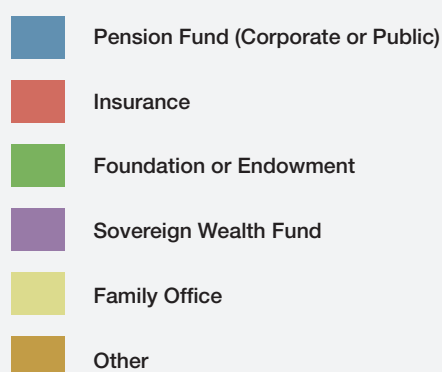 Pension Fund (Corporate or Public)
Insurance
Foundation or Endowment
Sovereign Wealth Fund
Family Office
Other